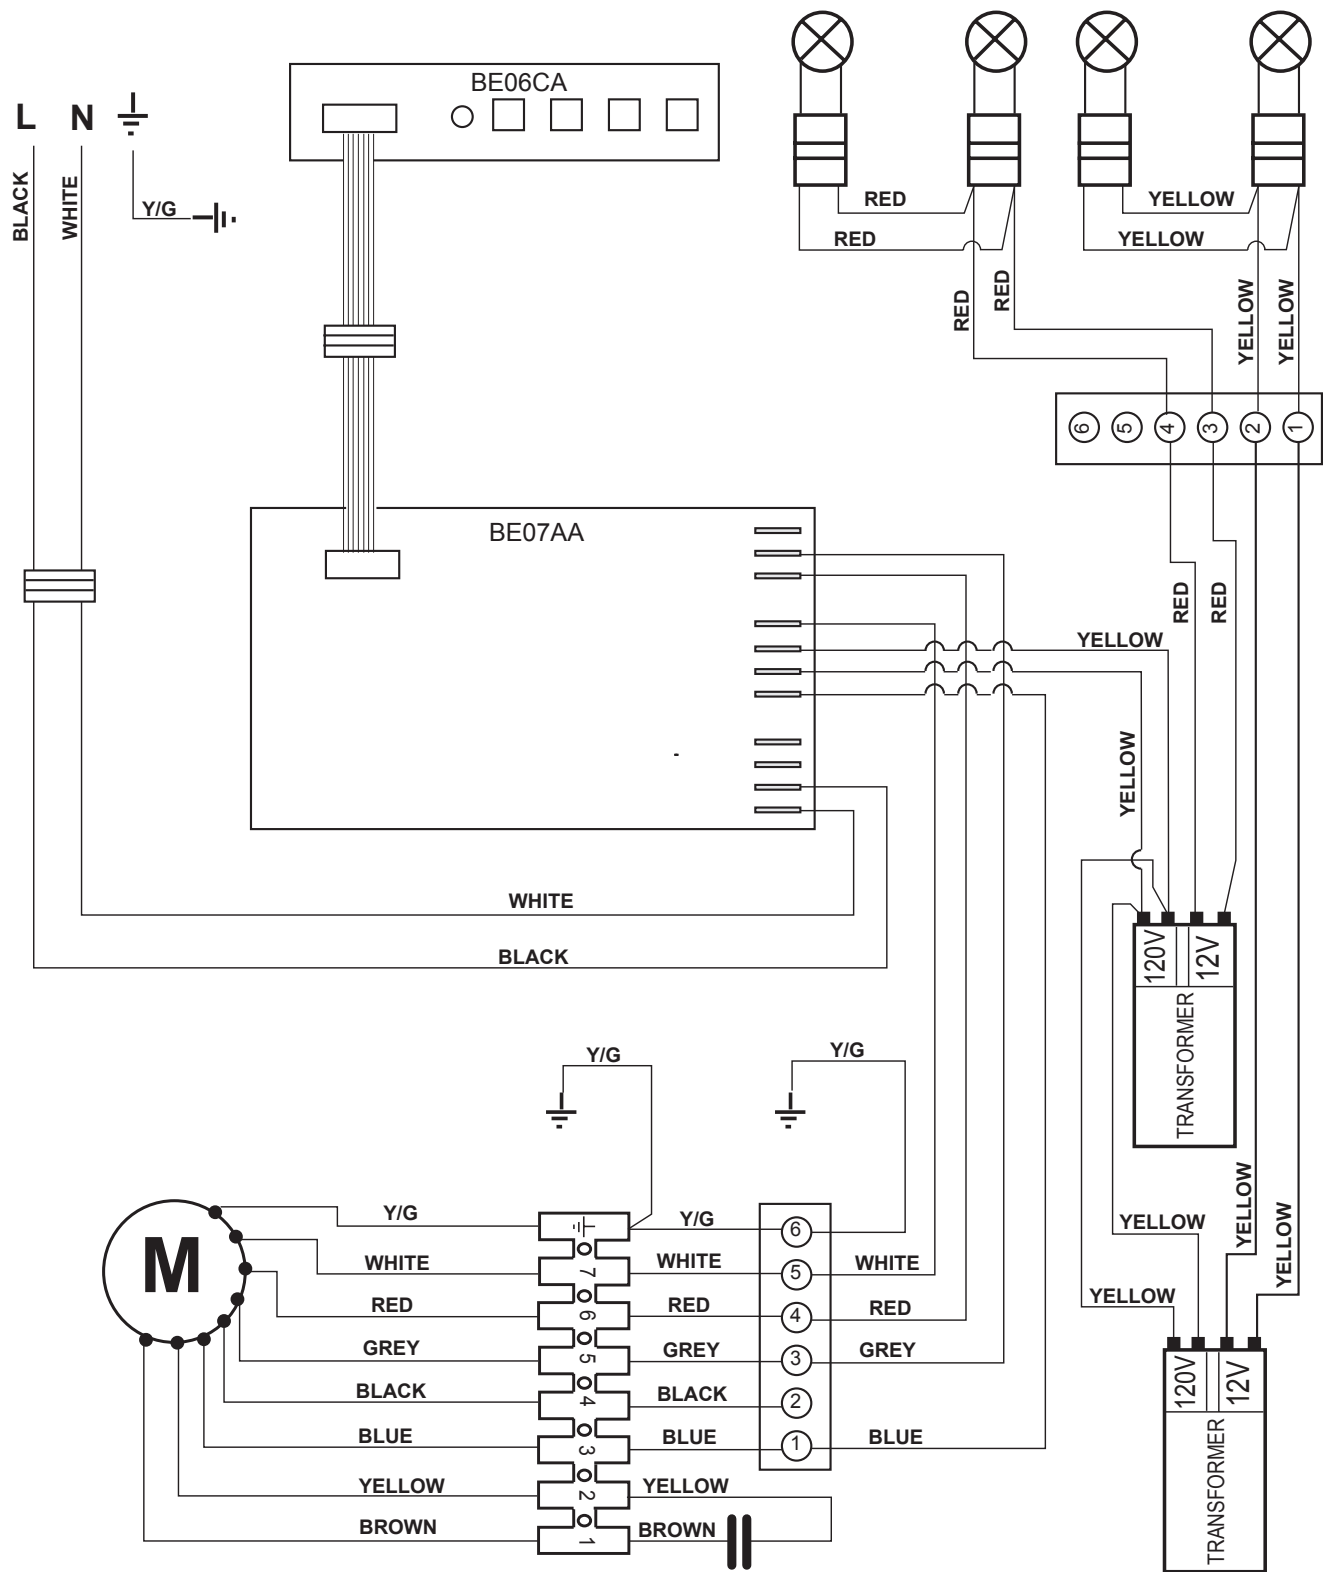 BE06CA
L N
BLACK
WHITE
Y/G
RED
RED
YELLOW
YELLOW
RED
RED
YELLOW
YELLOW
6 5 4 3 2 1
BE07AA
-
RED
RED
YELLOW
YELLOW
WHITE
BLACK
120V 12V
TRANSFORMER
Y/G
Y/G
M
Y/G
Y/G 6
WHITE 7 WHITE 5 WHITE
RED 6 RED 4 RED
GREY 5 GREY 3 GREY
BLACK 4 BLACK 2
BLUE 3 BLUE 1 BLUE
YELLOW 2 YELLOW
BROWN 1 BROWN
YELLOW
YELLOW
YELLOW
YELLOW
120V 12V
TRANSFORMER